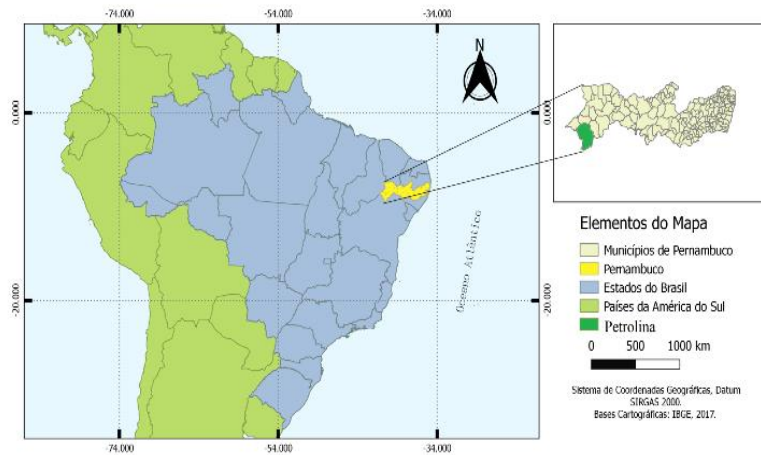 -74.000
-54.000
-34.000
N
0.000
0.000
Oceano Atlântico
-20.000
-20.000
-74.000
-54.000
-34.000
Elementos do Mapa
Municípios de Pernambuco
Pernambuco
Estados do Brasil
Países da América do Sul
Petrolina
0 500 1000 km
Sistema de Coordenadas Geográficas, Datum
SIRGAS 2000.
Bases Cartográficas: IBGE, 2017.